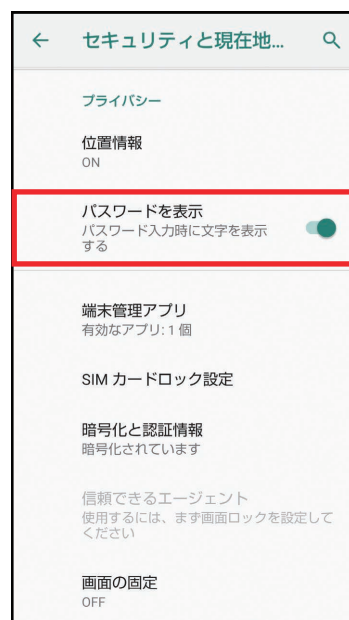 セキュリティと現在地...
プライバシー
位置情報
ON
パスワードを表示
パスワード入力時に文字を表示
する
端末管理アプリ
有効なアプリ: 1 個
SIM カードロック設定
暗号化と認証情報
暗号化されています
信頼できるエージェント
使用するには、まず画面ロックを設定して
ください
画面の固定
OFF